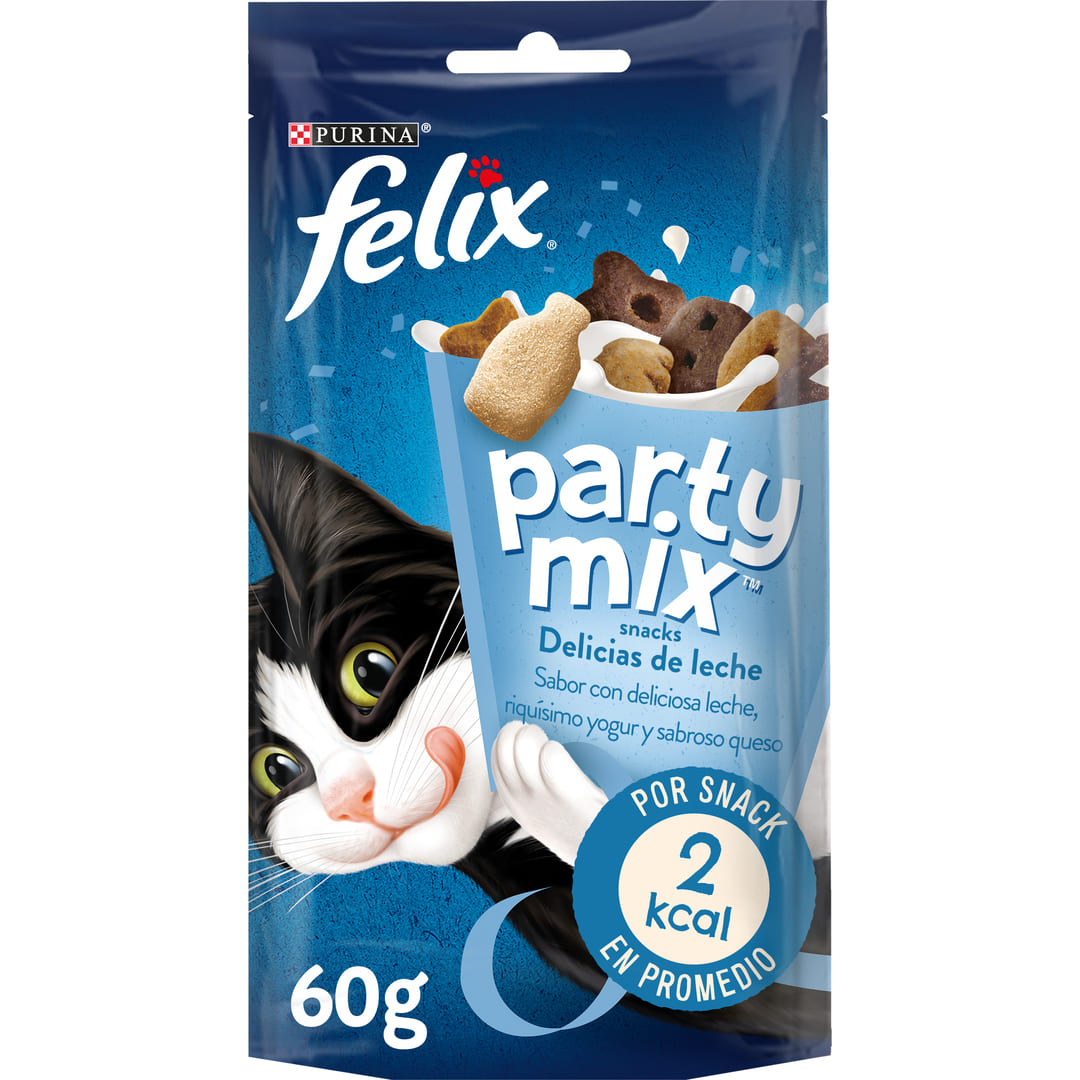 PURINA®
felix®
party
mix™
snacks
Delicias de leche
Sabor con deliciosa leche,
riquísimo yogur y sabroso queso
POR SNACK
2
kcal
EN PROMEDIO
60g